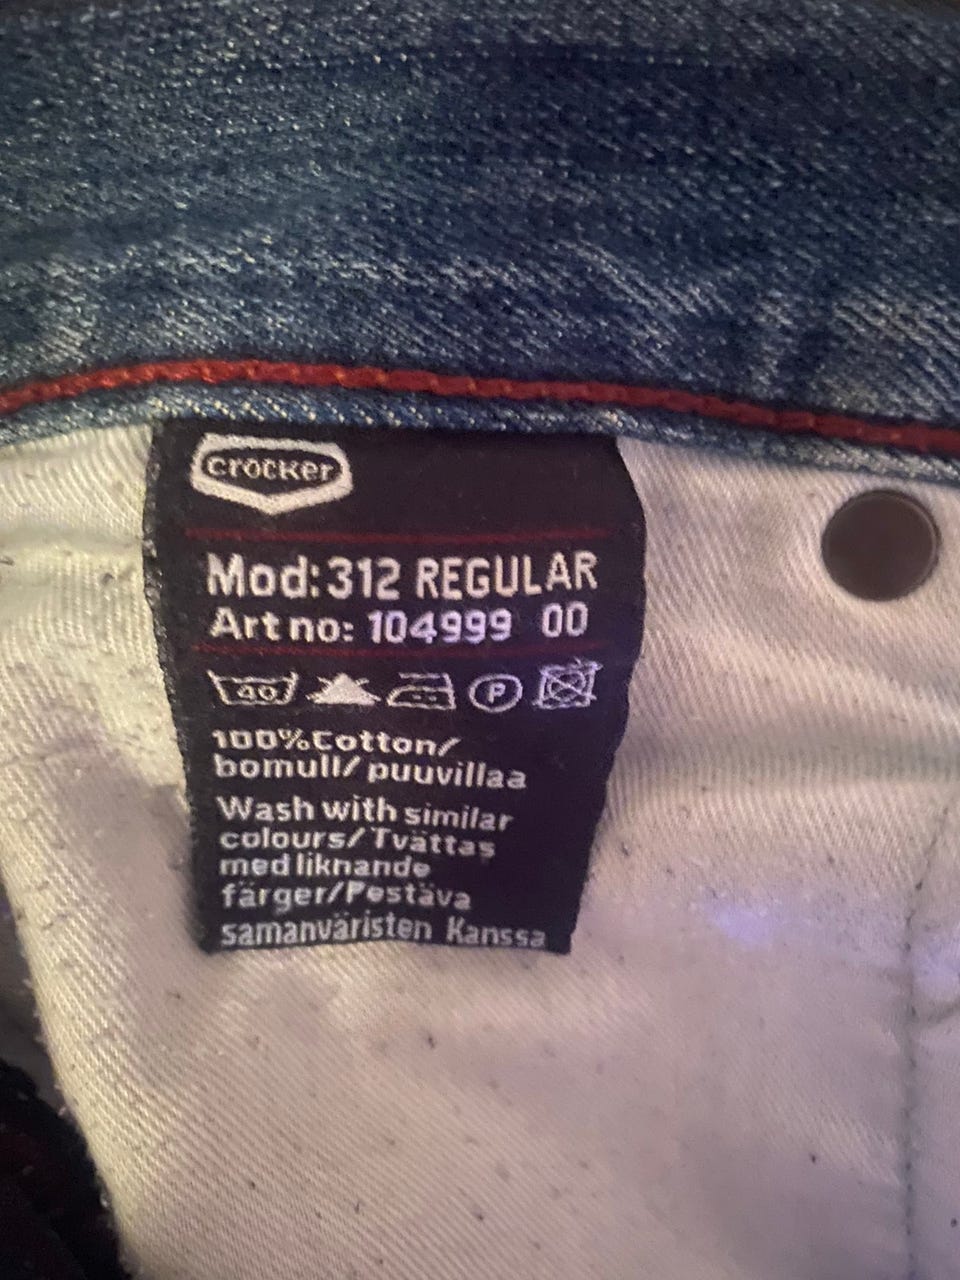 crocker
Mod:312 REGULAR
Art no: 104999 00
40 P
100%Cotton/
bomull/ puuvillaa
Wash with similar
colours/Tvättas
med liknande
färger/Pestäva
samanväristen Kanssa